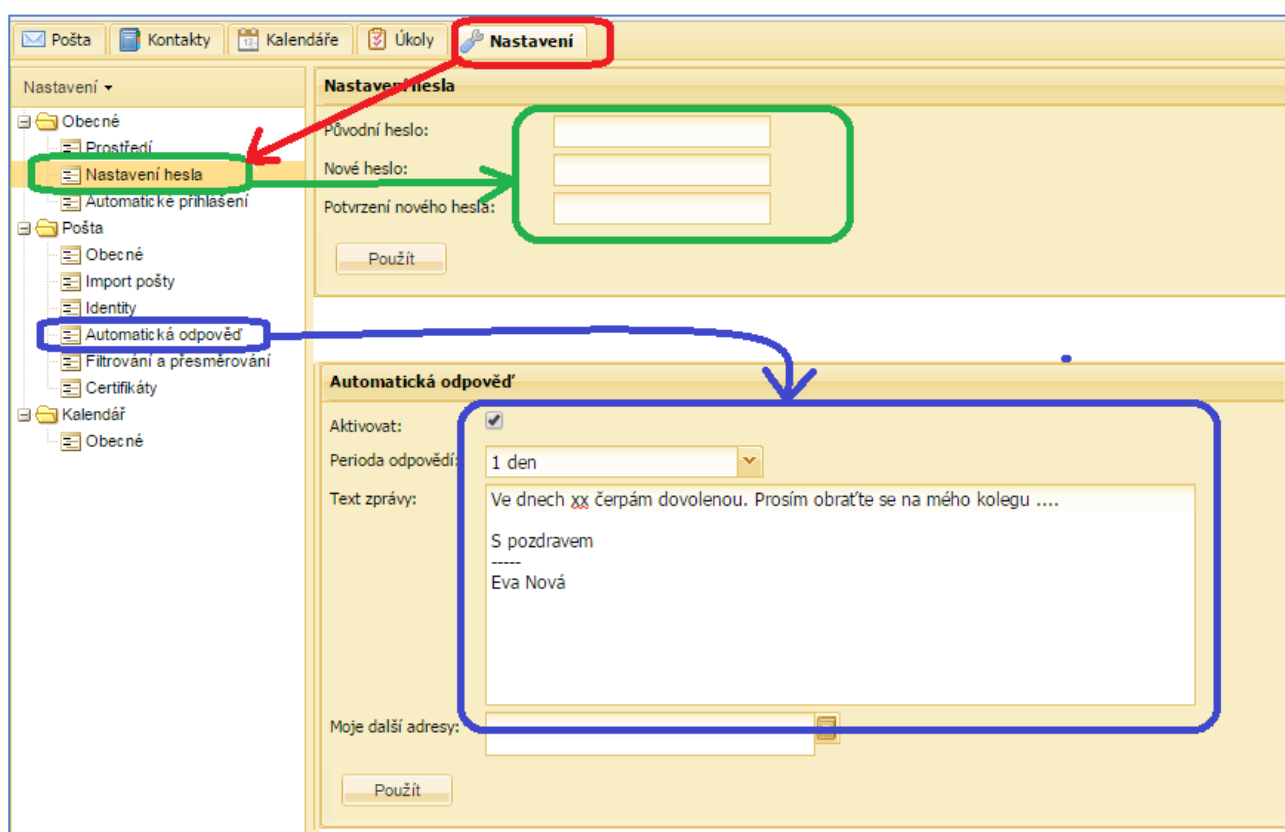 Pošta Kontakty Kalendáře Úkoly Nastavení
Nastavení
Obecné
Prostředí
Nastavení hesla
Automatické přihlášení
Pošta
Obecné
Import pošty
Identity
Automatická odpověď
Filtrování a přesměrování
Certifikáty
Kalendář
Obecné
Nastavení hesla
Původní heslo:
Nové heslo:
Potvrzení nového hesla:
Použít
Automatická odpověď
Aktivovat:
Perioda odpovědí: 1 den
Text zprávy: Ve dnech xx čerpám dovolenou. Prosím obraťte se na mého kolegu ....
S pozdravem
-----
Eva Nová
Moje další adresy:
Použít